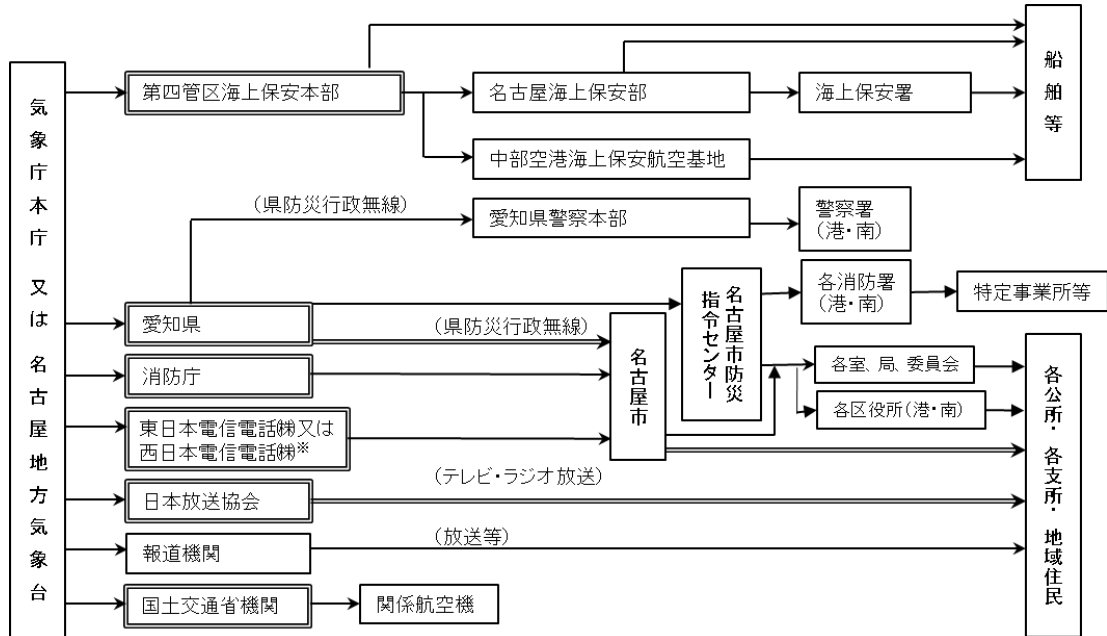 気象庁本庁 又は 名古屋地方気象台
第四管区海上保安本部
名古屋海上保安部
海上保安署
船舶等
中部空港海上保安航空基地
(県防災行政無線)
愛知県警察本部
警察署
(港・南)
愛知県
(県防災行政無線)
名古屋市
名古屋市防災
指令センター
各消防署
(港・南)
特定事業所等
消防庁
各室、局、委員会
各区役所(港・南)
東日本電信電話㈱又は
西日本電信電話㈱※
日本放送協会
(テレビ・ラジオ放送)
報道機関
(放送等)
各公所・各支所・地域住民
国土交通省機関
関係航空機